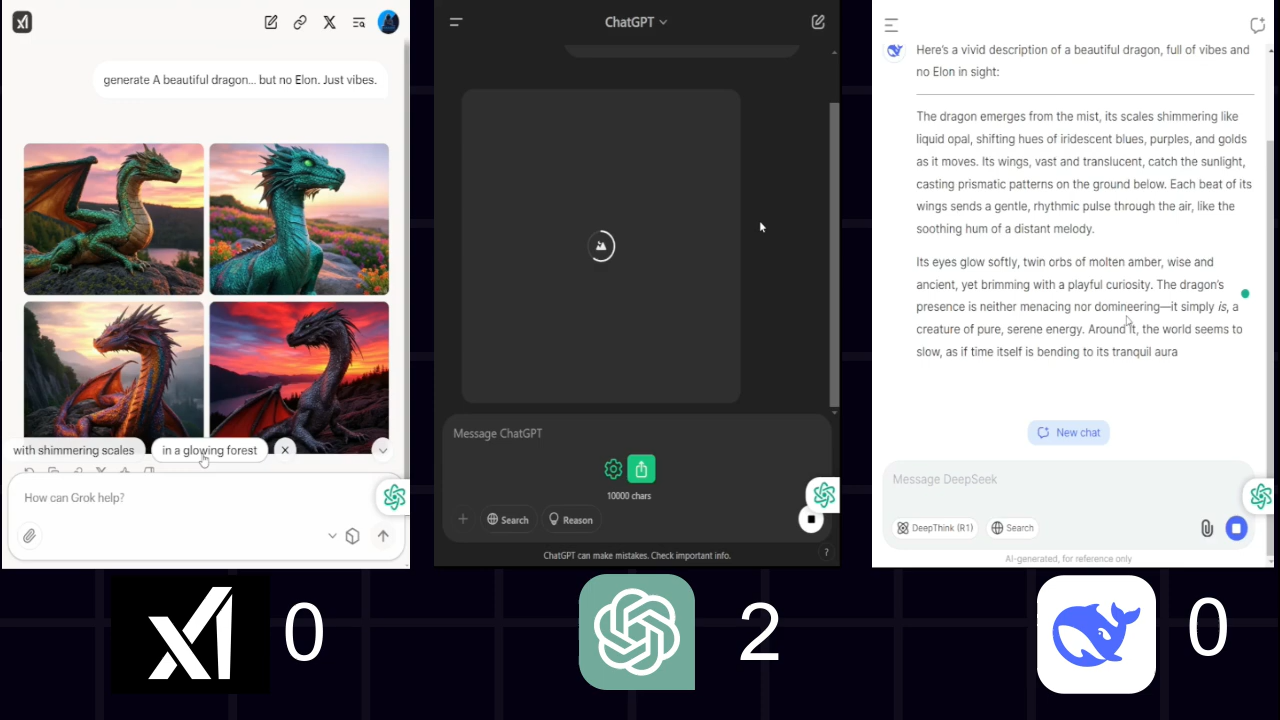 generate A beautiful dragon... but no Elon. Just vibes.
with shimmering scales
in a glowing forest
How can Grok help?
ChatGPT
Message ChatGPT
10000 chars
Search
Reason
ChatGPT can make mistakes. Check important info.
?
Here's a vivid description of a beautiful dragon, full of vibes and
no Elon in sight:
The dragon emerges from the mist, its scales shimmering like
liquid opal, shifting hues of iridescent blues, purples, and golds
as it moves. Its wings, vast and translucent, catch the sunlight,
casting prismatic patterns on the ground below. Each beat of its
wings sends a gentle, rhythmic pulse through the air, like the
soothing hum of a distant melody.
Its eyes glow softly, twin orbs of molten amber, wise and
ancient, yet brimming with a playful curiosity. The dragon's
presence is neither menacing nor domineering—it simply is, a
creature of pure, serene energy. Around it, the world seems to
slow, as if time itself is bending to its tranquil aura
New chat
Message DeepSeek
DeepThink (R1)
Search
AI-generated, for reference only
xAI 0
2
0